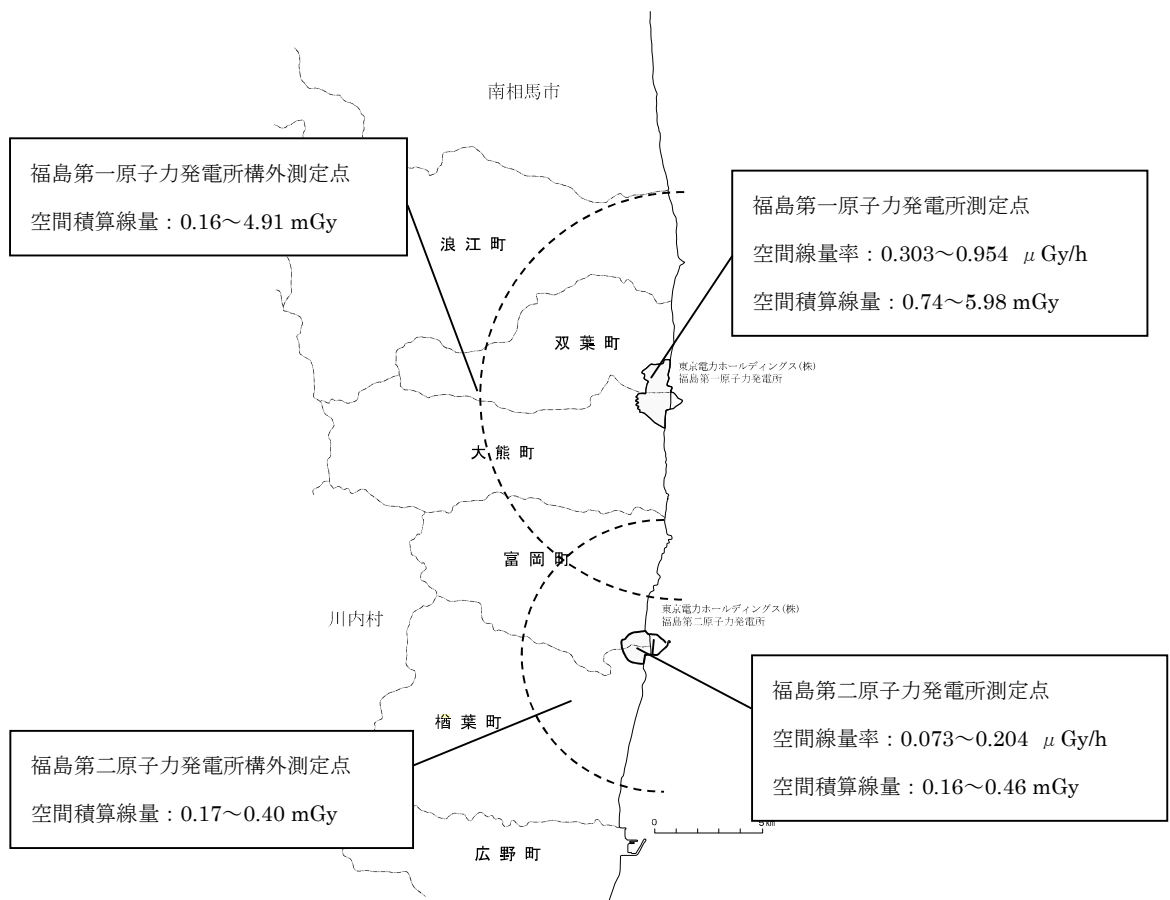 南相馬市
福島第一原子力発電所構外測定点
空間積算線量：0.16～4.91 mGy
福島第一原子力発電所測定点
空間線量率：0.303～0.954 μ Gy/h
空間積算線量：0.74～5.98 mGy
浪江町
双葉町
東京電力ホールディングス(株)
福島第一原子力発電所
大熊町
富岡町
東京電力ホールディングス(株)
福島第二原子力発電所
川内村
福島第二原子力発電所測定点
空間線量率：0.073～0.204 μ Gy/h
空間積算線量：0.16～0.46 mGy
楢葉町
福島第二原子力発電所構外測定点
空間積算線量：0.17～0.40 mGy
0 5km
広野町